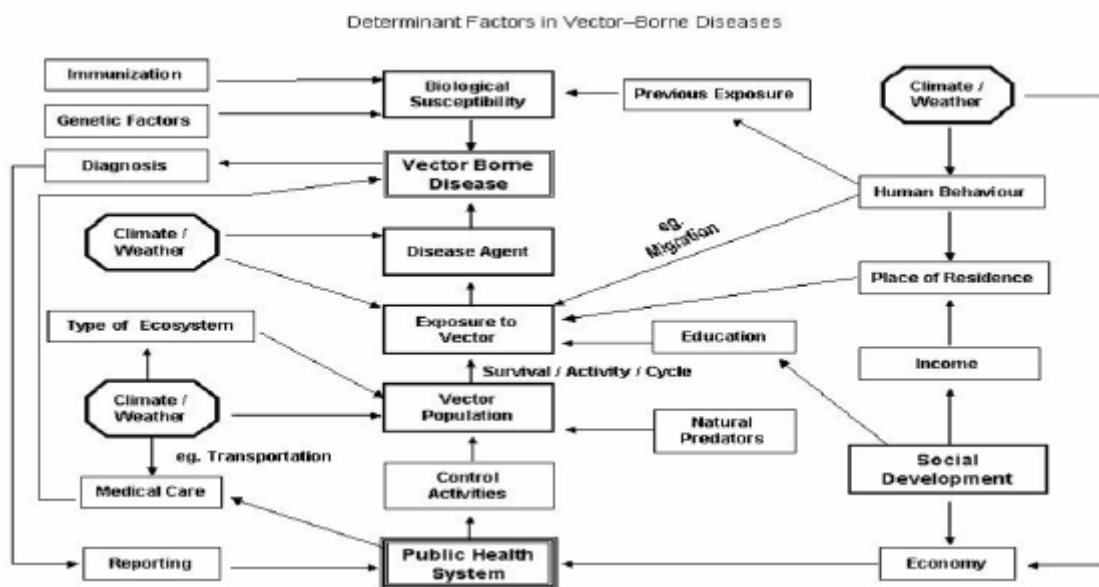 Determinant Factors in Vector–Borne Diseases
Immunization
Biological
Susceptibility
Previous Exposure
Climate /
Weather
Genetic Factors
Diagnosis
Vector Borne
Disease
Human Behaviour
Climate /
Weather
Disease Agent
eg.
Migration
Place of Residence
Type of Ecosystem
Exposure to
Vector
Education
Income
Survival / Activity / Cycle
Climate /
Weather
Vector
Population
Natural
Predators
eg. Transportation
Social
Development
Medical Care
Control
Activities
Reporting
Public Health
System
Economy